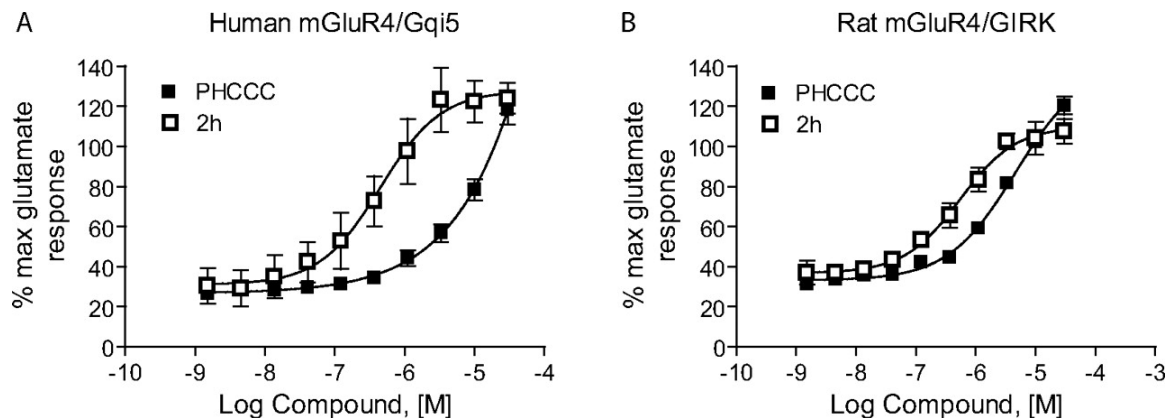 A
Human mGluR4/Gqi5
% max glutamate
response
140
120
100
80
60
40
20
0
PHCCC
2h
-10
-9
-8
-7
-6
-5
-4
Log Compound, [M]
B
Rat mGluR4/GIRK
% max glutamate
response
140
120
100
80
60
40
20
0
PHCCC
2h
-10
-9
-8
-7
-6
-5
-4
-3
Log Compound, [M]